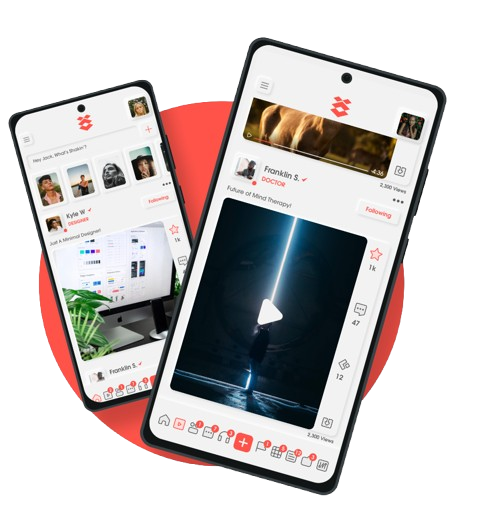 Hey Jack, What's Shakin'?
Kyle W
DESIGNER
Following
Just A Minimal Designer!
1k
Franklin S.
4:36
2,300 Views
Franklin S.
DOCTOR
Following
Future of Mind Therapy!
1k
47
12
2,300 Views